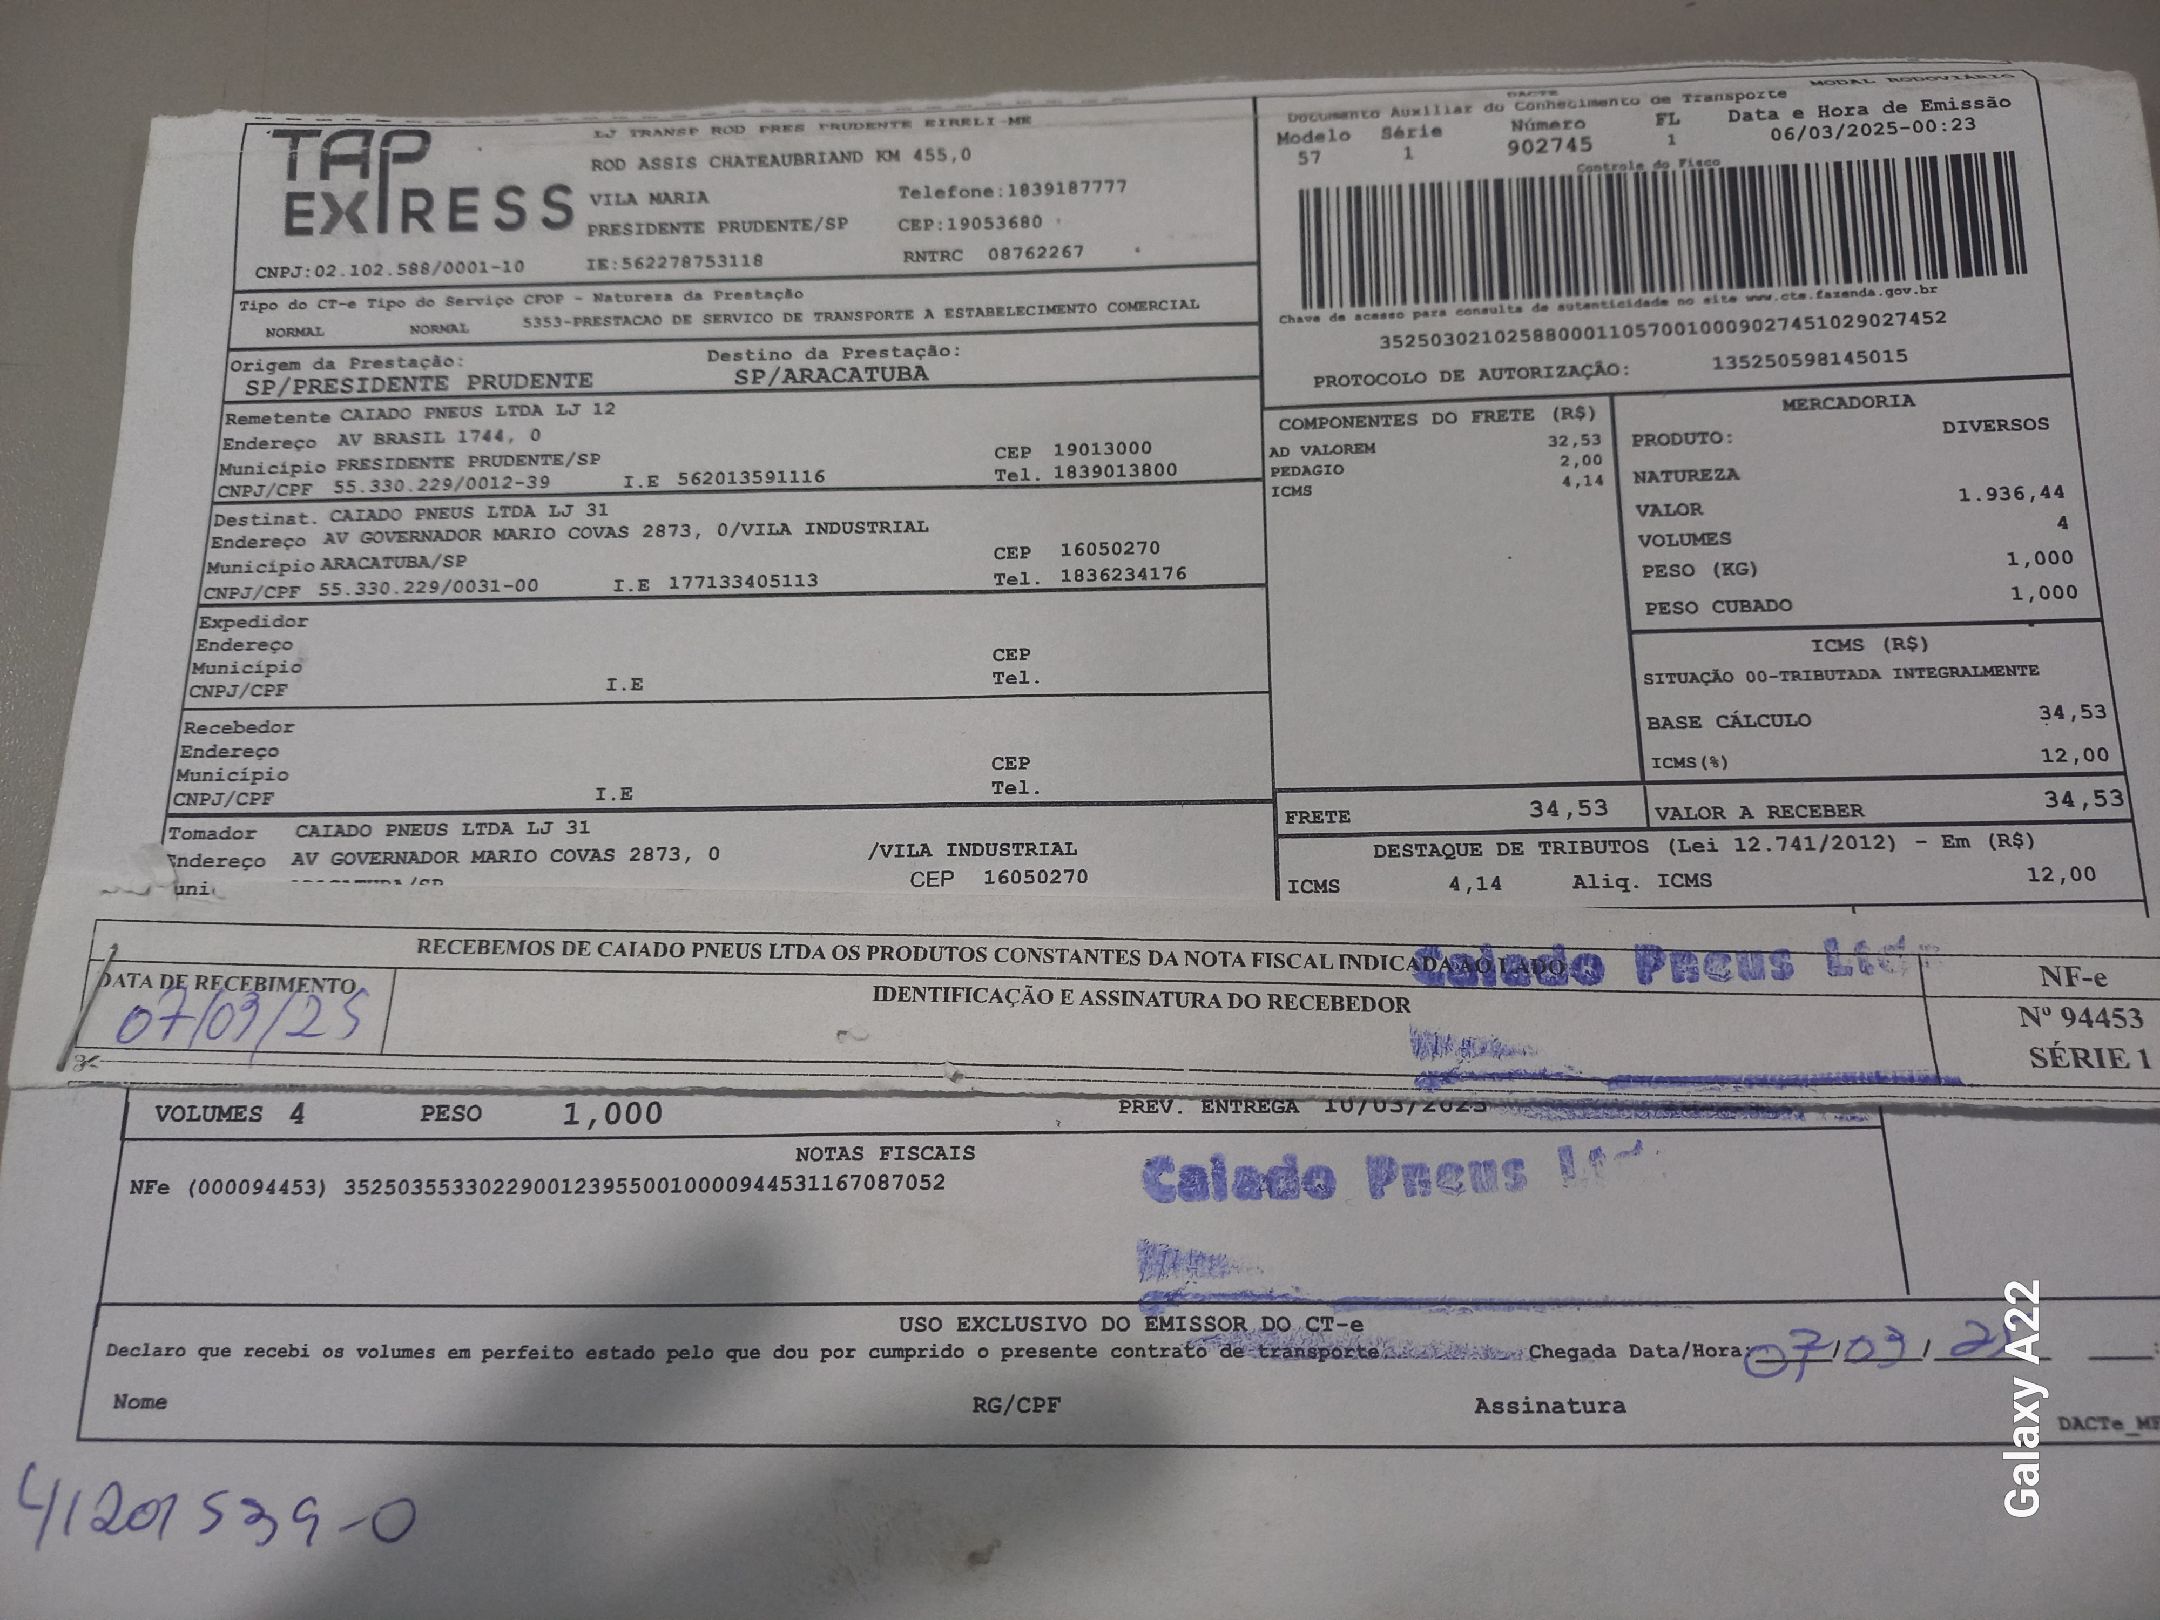 TAP
EXPRESS
CNPJ:02.102.588/0001-10
LJ TRANSP ROD PRES PRUDENTE EIRELI-ME
ROD ASSIS CHATEAUBRIAND KM 455,0
VILA MARIA Telefone:1839187777
PRESIDENTE PRUDENTE/SP CEP:19053680
IE:562278753118 RNTRC 08762267
DACTE MODAL RODOVIÁRIO
Documento Auxiliar do Conhecimento de Transporte
Modelo Série Número FL Data e Hora de Emissão
57 1 902745 1 06/03/2025-00:23
Controle do Fisco
Chave de acesso para consulta de autenticidade no site www.cte.fazenda.gov.br
35250302102588000110570010009027451029027452
PROTOCOLO DE AUTORIZAÇÃO: 135250598145015
Tipo do CT-e Tipo do Serviço CFOP - Natureza da Prestação
NORMAL NORMAL 5353-PRESTACAO DE SERVICO DE TRANSPORTE A ESTABELECIMENTO COMERCIAL
Origem da Prestação: Destino da Prestação:
SP/PRESIDENTE PRUDENTE SP/ARACATUBA
Remetente CAIADO PNEUS LTDA LJ 12
Endereço AV BRASIL 1744, 0
Município PRESIDENTE PRUDENTE/SP CEP 19013000
CNPJ/CPF 55.330.229/0012-39 I.E 562013591116 Tel. 1839013800
Destinat. CAIADO PNEUS LTDA LJ 31
Endereço AV GOVERNADOR MARIO COVAS 2873, 0/VILA INDUSTRIAL
Município ARACATUBA/SP CEP 16050270
CNPJ/CPF 55.330.229/0031-00 I.E 177133405113 Tel. 1836234176
Expedidor
Endereço
Município CEP
CNPJ/CPF I.E Tel.
Recebedor
Endereço
Município CEP
CNPJ/CPF I.E Tel.
Tomador CAIADO PNEUS LTDA LJ 31
Endereço AV GOVERNADOR MARIO COVAS 2873, 0 /VILA INDUSTRIAL
CEP 16050270
COMPONENTES DO FRETE (R$)
AD VALOREM 32,53
PEDAGIO 2,00
ICMS 4,14
MERCADORIA
PRODUTO: DIVERSOS
NATUREZA
VALOR 1.936,44
VOLUMES 4
PESO (KG) 1,000
PESO CUBADO 1,000
ICMS (R$)
SITUAÇÃO 00-TRIBUTADA INTEGRALMENTE
BASE CÁLCULO 34,53
ICMS(%) 12,00
FRETE 34,53 VALOR A RECEBER 34,53
DESTAQUE DE TRIBUTOS (Lei 12.741/2012) - Em (R$)
ICMS 4,14 Aliq. ICMS 12,00
RECEBEMOS DE CAIADO PNEUS LTDA OS PRODUTOS CONSTANTES DA NOTA FISCAL INDICADA AO LADO
Caiado Pneus Ltda
DATA DE RECEBIMENTO
07/03/25
IDENTIFICAÇÃO E ASSINATURA DO RECEBEDOR
NF-e
Nº 94453
SÉRIE 1
VOLUMES 4 PESO 1,000 PREV. ENTREGA 10/03/2025
NOTAS FISCAIS
NFe (000094453) 35250355330229001239550010000944531167087052
Caiado Pneus Lt
USO EXCLUSIVO DO EMISSOR DO CT-e
Declaro que recebi os volumes em perfeito estado pelo que dou por cumprido o presente contrato de transporte Chegada Data/Hora: 07/03/25
Nome RG/CPF Assinatura
DACTe_M
41201539-0
Galaxy A22